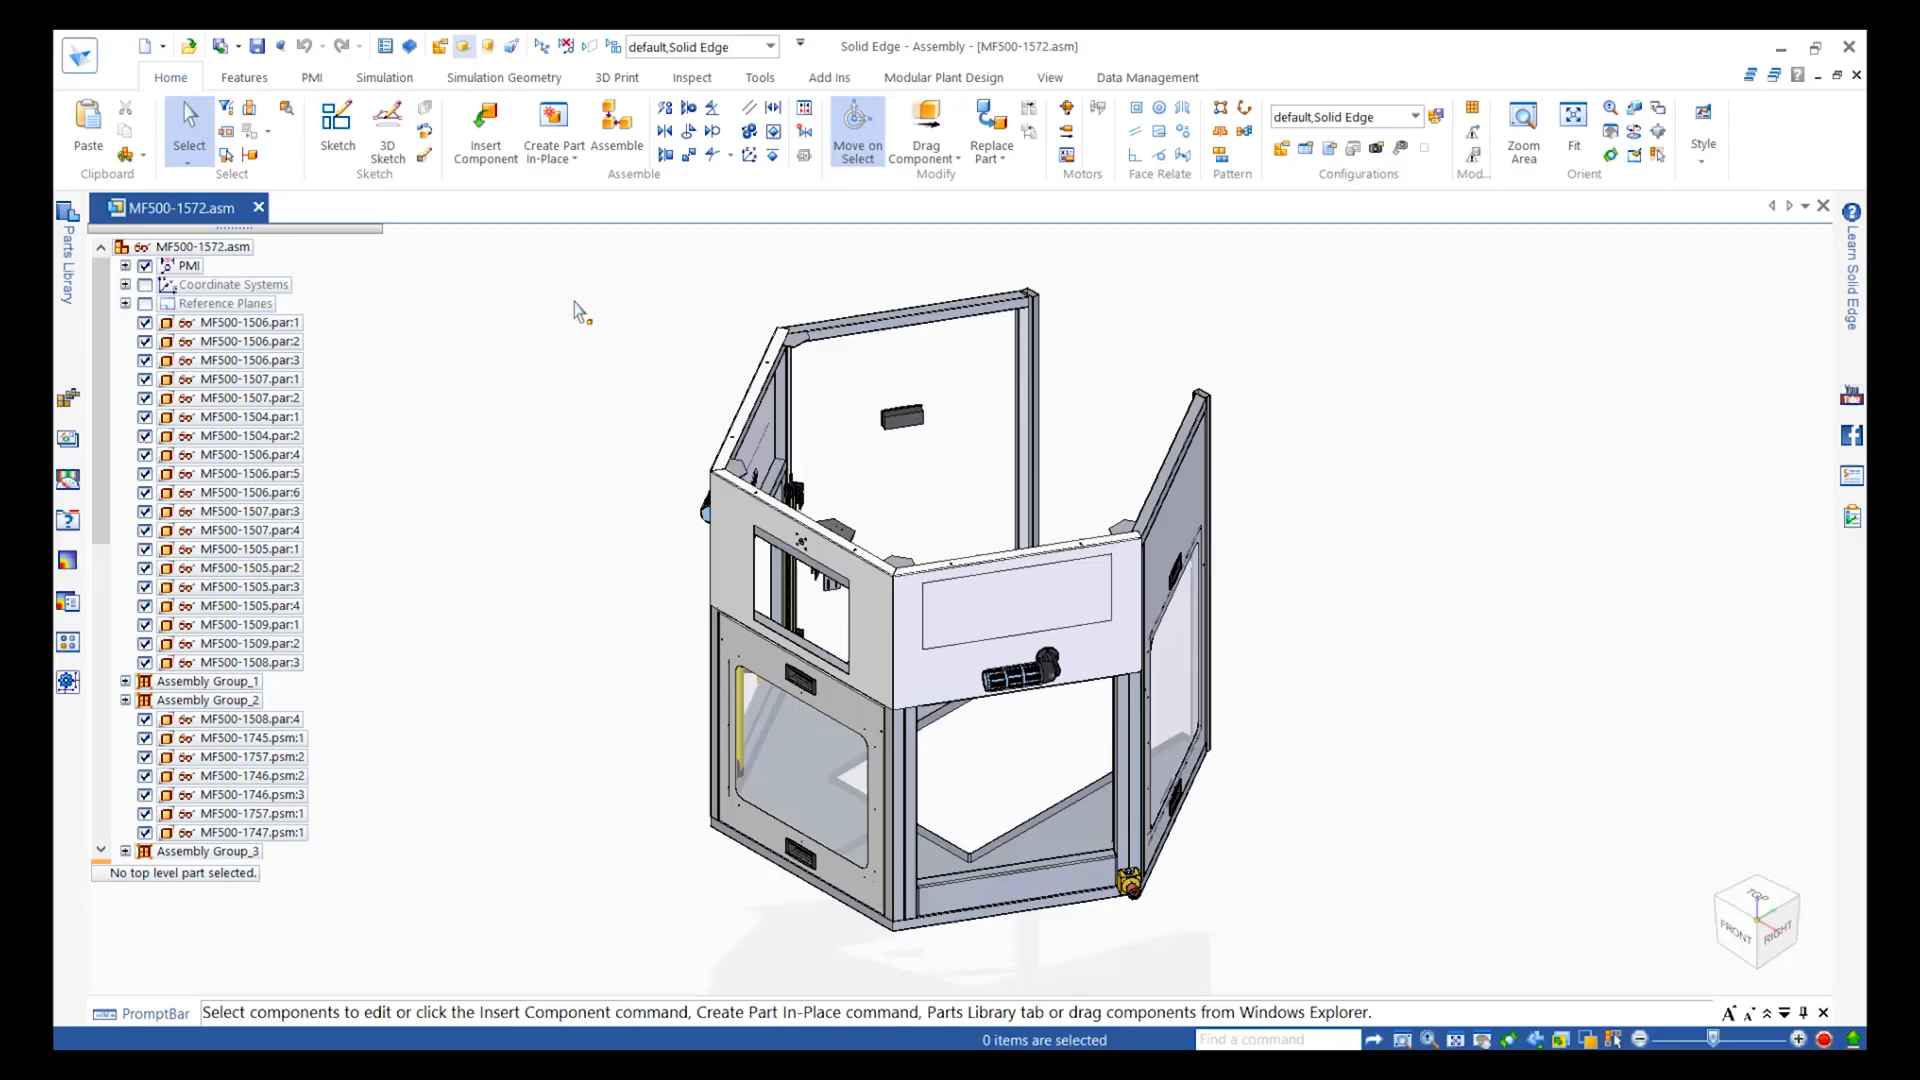 default,Solid Edge
Solid Edge - Assembly - [MF500-1572.asm]
Home
Features
PMI
Simulation
Simulation Geometry
3D Print
Inspect
Tools
Add Ins
Modular Plant Design
View
Data Management
Paste
Clipboard
Select
Select
Sketch
3D Sketch
Sketch
Insert Component
Create Part In-Place
Assemble
Assemble
Move on Select
Drag Component
Replace Part
Modify
Motors
Face Relate
Pattern
default,Solid Edge
Configurations
Mod...
Zoom Area
Fit
Orient
Style
MF500-1572.asm
Parts Library
Learn Solid Edge
You Tube
MF500-1572.asm
PMI
Coordinate Systems
Reference Planes
MF500-1506.par:1
MF500-1506.par:2
MF500-1506.par:3
MF500-1507.par:1
MF500-1507.par:2
MF500-1504.par:1
MF500-1504.par:2
MF500-1506.par:4
MF500-1506.par:5
MF500-1506.par:6
MF500-1507.par:3
MF500-1507.par:4
MF500-1505.par:1
MF500-1505.par:2
MF500-1505.par:3
MF500-1505.par:4
MF500-1509.par:1
MF500-1509.par:2
MF500-1508.par:3
Assembly Group_1
Assembly Group_2
MF500-1508.par:4
MF500-1745.psm:1
MF500-1757.psm:2
MF500-1746.psm:2
MF500-1746.psm:3
MF500-1757.psm:1
MF500-1747.psm:1
Assembly Group_3
No top level part selected.
TOP
FRONT
RIGHT
PromptBar
Select components to edit or click the Insert Component command, Create Part In-Place command, Parts Library tab or drag components from Windows Explorer.
0 items are selected
Find a command